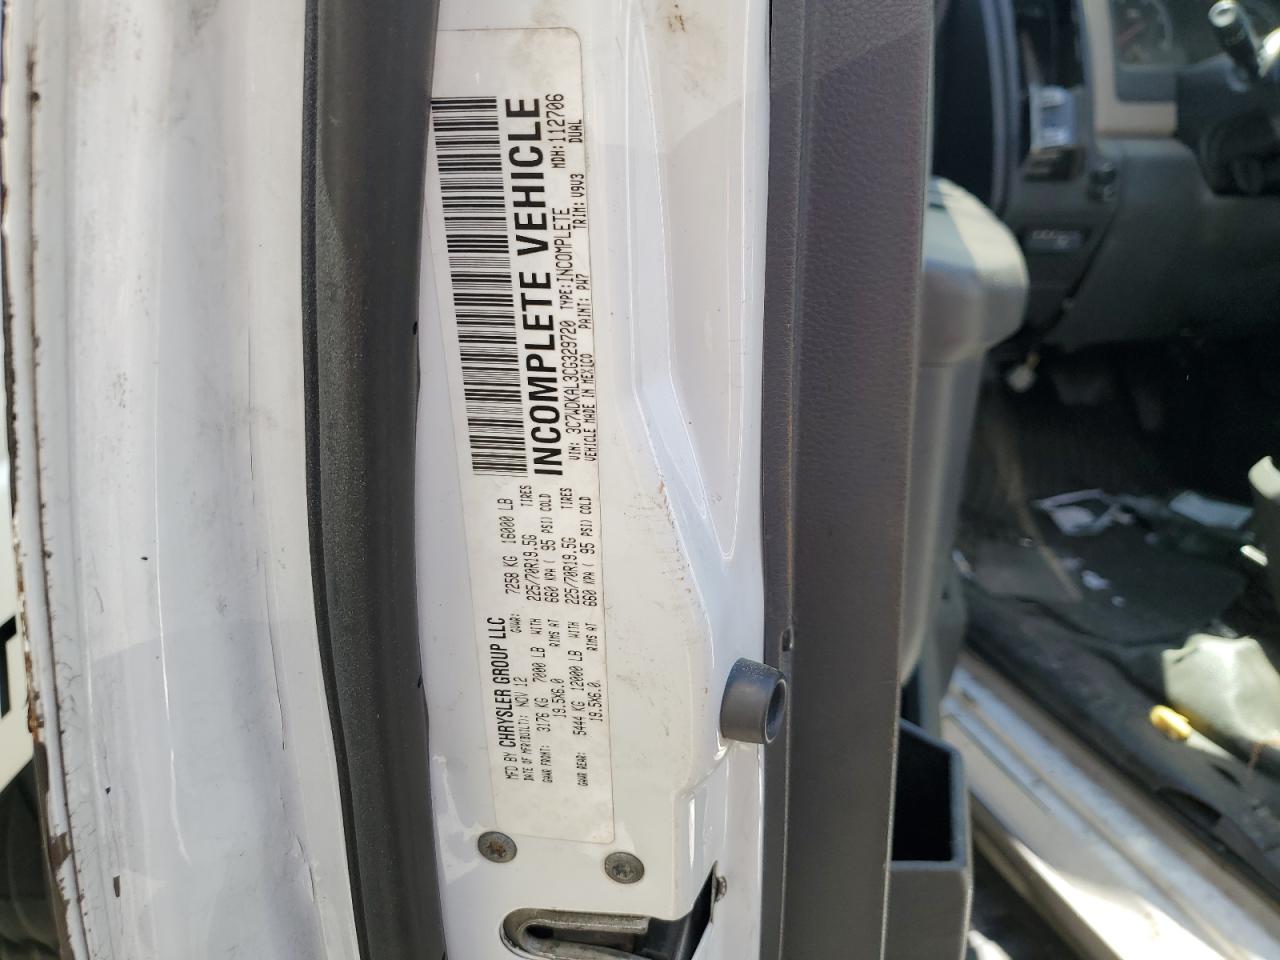 MFD BY CHRYSLER GROUP LLC
DATE OF MFR(BUILT): NOV 12 GVWR: 7258 KG 16000 LB
GAWR FRONT: 3176 KG 7000 LB WITH 225/70R19.5G TIRES
19.5X6.0 RIMS AT 660 KPA ( 95 PSI) COLD
GAWR REAR: 5444 KG 12000 LB WITH 225/70R19.5G TIRES
19.5X6.0. RIMS AT 660 KPA ( 95 PSI) COLD
INCOMPLETE VEHICLE
MDH: 112706
VIN: 3C7WDKAL3CG329720 TYPE: INCOMPLETE DUAL
VEHICLE MADE IN MEXICO PAINT: PW7 TRIM: V9V3